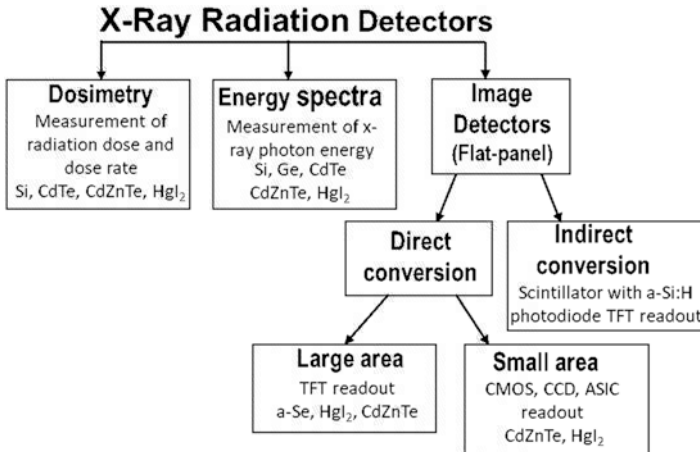 X-Ray Radiation Detectors
Dosimetry
Measurement of
radiation dose and
dose rate
Si, CdTe, CdZnTe, HgI₂
Energy spectra
Measurement of x-
ray photon energy
Si, Ge, CdTe
CdZnTe, HgI₂
Image
Detectors
(Flat-panel)
Direct
conversion
Indirect
conversion
Scintillator with a-Si:H
photodiode TFT readout
Large area
TFT readout
a-Se, HgI₂, CdZnTe
Small area
CMOS, CCD, ASIC
readout
CdZnTe, HgI₂